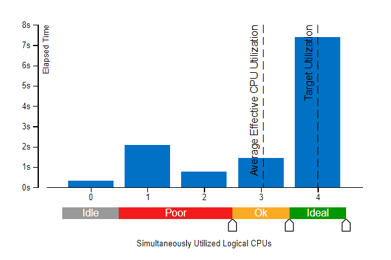 8s
7s
6s
5s
4s
3s
2s
1s
0s
Elapsed Time
Average Effective CPU Utilization
Target Utilization
0 1 2 3 4
Idle Poor Ok Ideal
Simultaneously Utilized Logical CPUs